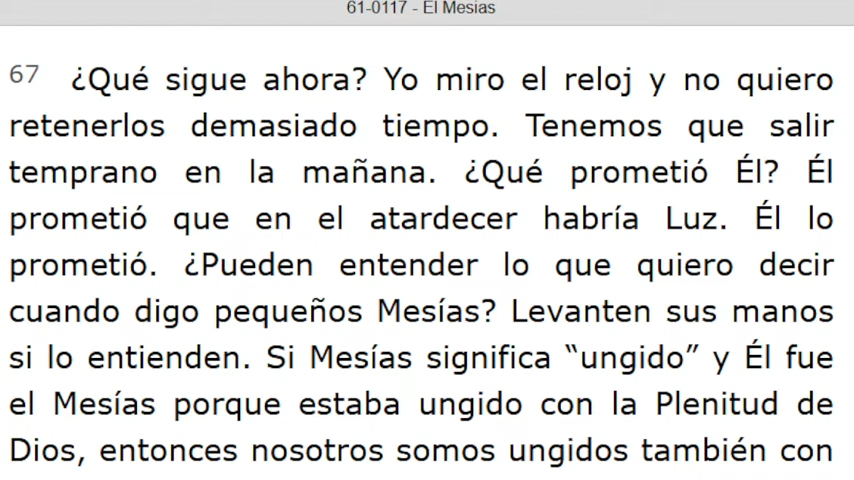 61-0117 - El Mesias
67 ¿Qué sigue ahora? Yo miro el reloj y no quiero
retenerlos demasiado tiempo. Tenemos que salir
temprano en la mañana. ¿Qué prometió Él? Él
prometió que en el atardecer habría Luz. Él lo
prometió. ¿Pueden entender lo que quiero decir
cuando digo pequeños Mesías? Levanten sus manos
si lo entienden. Si Mesías significa “ungido” y Él fue
el Mesías porque estaba ungido con la Plenitud de
Dios, entonces nosotros somos ungidos también con